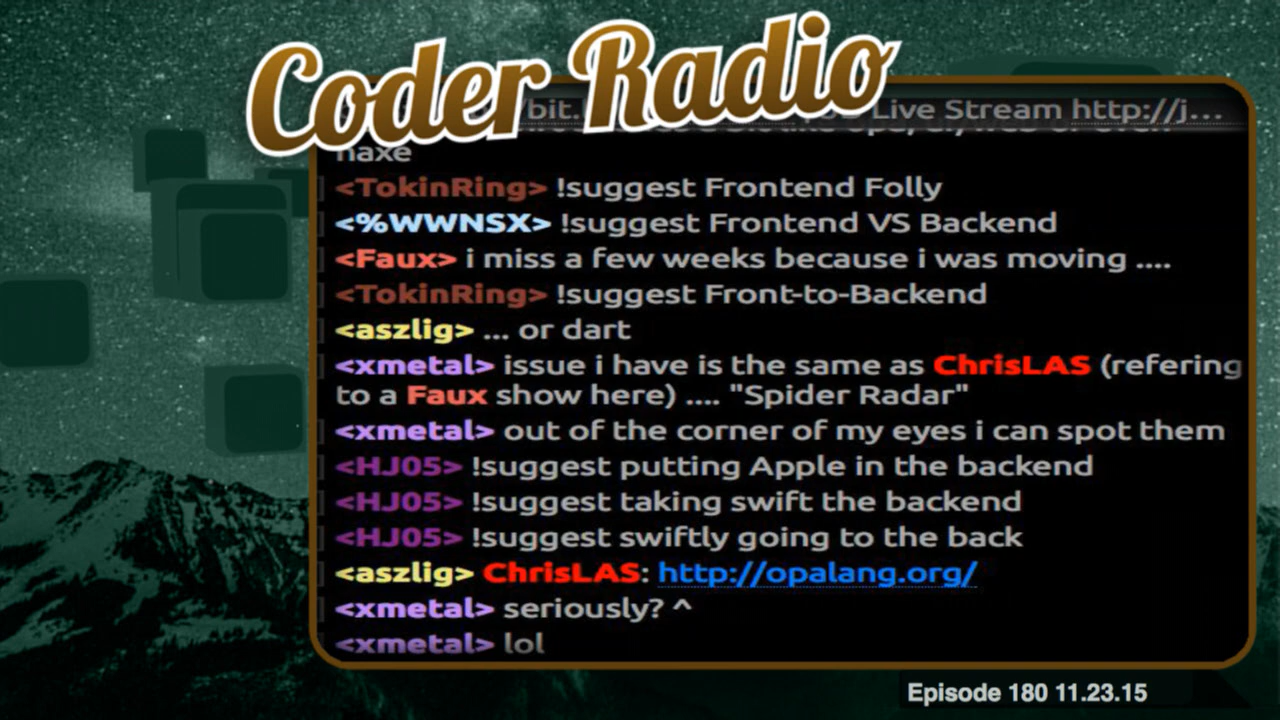 Coder Radio
/bit. Live Stream http://j...
haxe
<TokinRing> !suggest Frontend Folly
<%WWNSX> !suggest Frontend VS Backend
<Faux> i miss a few weeks because i was moving ....
<TokinRing> !suggest Front-to-Backend
<aszlig> ... or dart
<xmetal> issue i have is the same as ChrisLAS (refering
to a Faux show here) .... "Spider Radar"
<xmetal> out of the corner of my eyes i can spot them
<HJ05> !suggest putting Apple in the backend
<HJ05> !suggest taking swift the backend
<HJ05> !suggest swiftly going to the back
<aszlig> ChrisLAS: http://opalang.org/
<xmetal> seriously? ^
<xmetal> lol
Episode 180 11.23.15